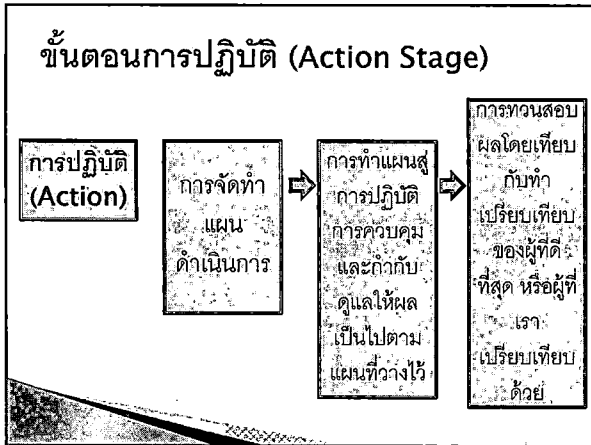 ขั้นตอนการปฏิบัติ (Action Stage)
การปฏิบัติ
(Action)
การจัดทำ
แผน
ดำเนินการ
การทำแผนสู่
การปฏิบัติ
การควบคุม
และกำกับ
ดูแลให้ผล
เป็นไปตาม
แผนที่วางไว้
การทวนสอบ
ผลโดยเทียบ
กับทำ
เปรียบเทียบ
ของผู้ที่ดี
ที่สุด หรือผู้ที่
เรา
เปรียบเทียบ
ด้วย